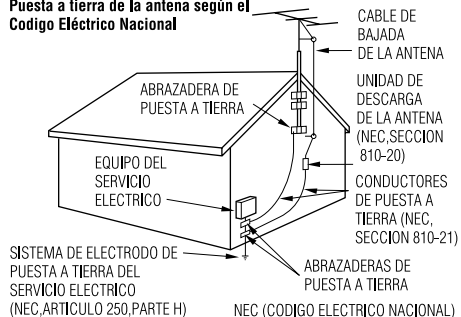 Puesta a tierra de la antena según el
Codigo Eléctrico Nacional
CABLE DE
BAJADA
DE LA ANTENA
ABRAZADERA DE
PUESTA A TIERRA
UNIDAD DE
DESCARGA
DE LA ANTENA
(NEC,SECCION
810-20)
EQUIPO DEL
SERVICIO
ELECTRICO
CONDUCTORES
DE PUESTA A
TIERRA (NEC,
SECCION 810-21)
SISTEMA DE ELECTRODO DE
PUESTA A TIERRA DEL
SERVICIO ELECTRICO
(NEC,ARTICULO 250,PARTE H)
ABRAZADERAS DE
PUESTA A TIERRA
NEC (CODIGO ELECTRICO NACIONAL)